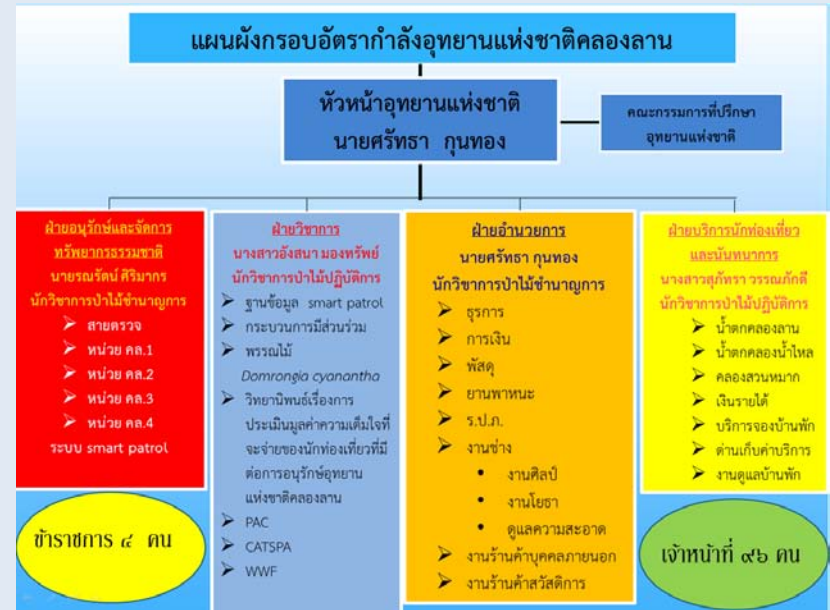 แผนผังกรอบอัตรากำลังอุทยานแห่งชาติคลองลาน
หัวหน้าอุทยานแห่งชาติ
นายศรัทธา กุนทอง
คณะกรรมการที่ปรึกษา
อุทยานแห่งชาติ
ฝ่ายอนุรักษ์และจัดการ
ทรัพยากรธรรมชาติ
นายรณรัตน์ ศิริมากร
นักวิชาการป่าไม้ชำนาญการ
➢ สายตรวจ
➢ หน่วย คล.1
➢ หน่วย คล.2
➢ หน่วย คล.3
➢ หน่วย คล.4
ระบบ smart patrol
ข้าราชการ ๔ คน
ฝ่ายวิชาการ
นางสาวอังสนา มองทรัพย์
นักวิชาการป่าไม้ปฏิบัติการ
➢ ฐานข้อมูล smart patrol
➢ กระบวนการมีส่วนร่วม
➢ พรรณไม้
Domrongia cyanantha
➢ วิทยานิพนธ์เรื่องการ
ประเมินมูลค่าความเต็มใจที่
จะจ่ายของนักท่องเที่ยวที่มี
ต่อการอนุรักษ์อุทยาน
แห่งชาติคลองลาน
➢ PAC
➢ CATSPA
➢ WWF
ฝ่ายอำนวยการ
นายศรัทธา กุนทอง
นักวิชาการป่าไม้ชำนาญการ
➢ ธุรการ
➢ การเงิน
➢ พัสดุ
➢ ยานพาหนะ
➢ ร.ป.ภ.
➢ งานช่าง
• งานศิลป์
• งานโยธา
• ดูแลความสะอาด
➢ งานร้านค้าบุคคลภายนอก
➢ งานร้านค้าสวัสดิการ
ฝ่ายบริการนักท่องเที่ยว
และนันทนาการ
นางสาวสุภัทรา วรรณภักดี
นักวิชาการป่าไม้ปฏิบัติการ
➢ น้ำตกคลองลาน
➢ น้ำตกคลองน้ำไหล
➢ คลองสวนหมาก
➢ เงินรายได้
➢ บริการจองบ้านพัก
➢ ด่านเก็บค่าบริการ
➢ งานดูแลบ้านพัก
เจ้าหน้าที่ ๙๖ คน